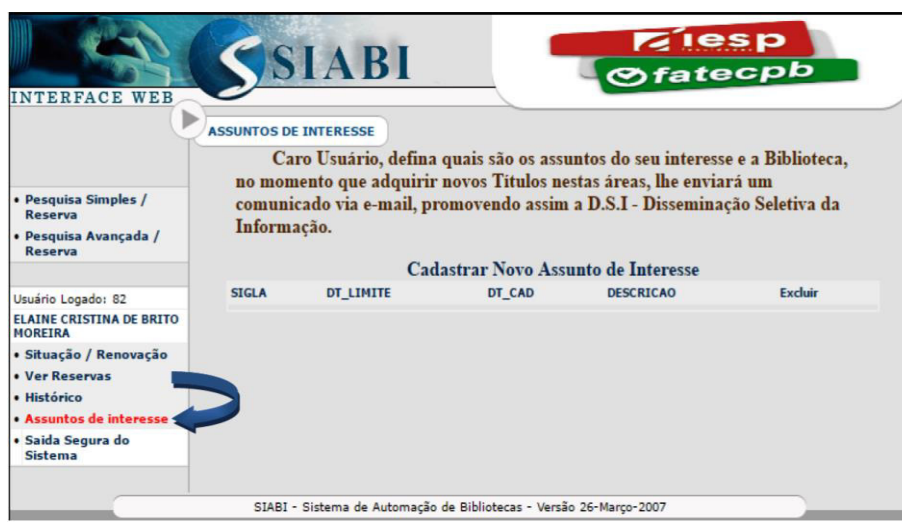 SSIABI
iesp
fatecpb
INTERFACE WEB
ASSUNTOS DE INTERESSE
Caro Usuário, defina quais são os assuntos do seu interesse e a Biblioteca,
no momento que adquirir novos Títulos nestas áreas, lhe enviará um
comunicado via e-mail, promovendo assim a D.S.I - Disseminação Seletiva da
Informação.
• Pesquisa Simples /
Reserva
• Pesquisa Avançada /
Reserva
Cadastrar Novo Assunto de Interesse
SIGLA DT_LIMITE DT_CAD DESCRICAO Excluir
Usuário Logado: 82
ELAINE CRISTINA DE BRITO
MOREIRA
• Situação / Renovação
• Ver Reservas
• Histórico
• Assuntos de interesse
• Saida Segura do
Sistema
SIABI - Sistema de Automação de Bibliotecas - Versão 26-Março-2007